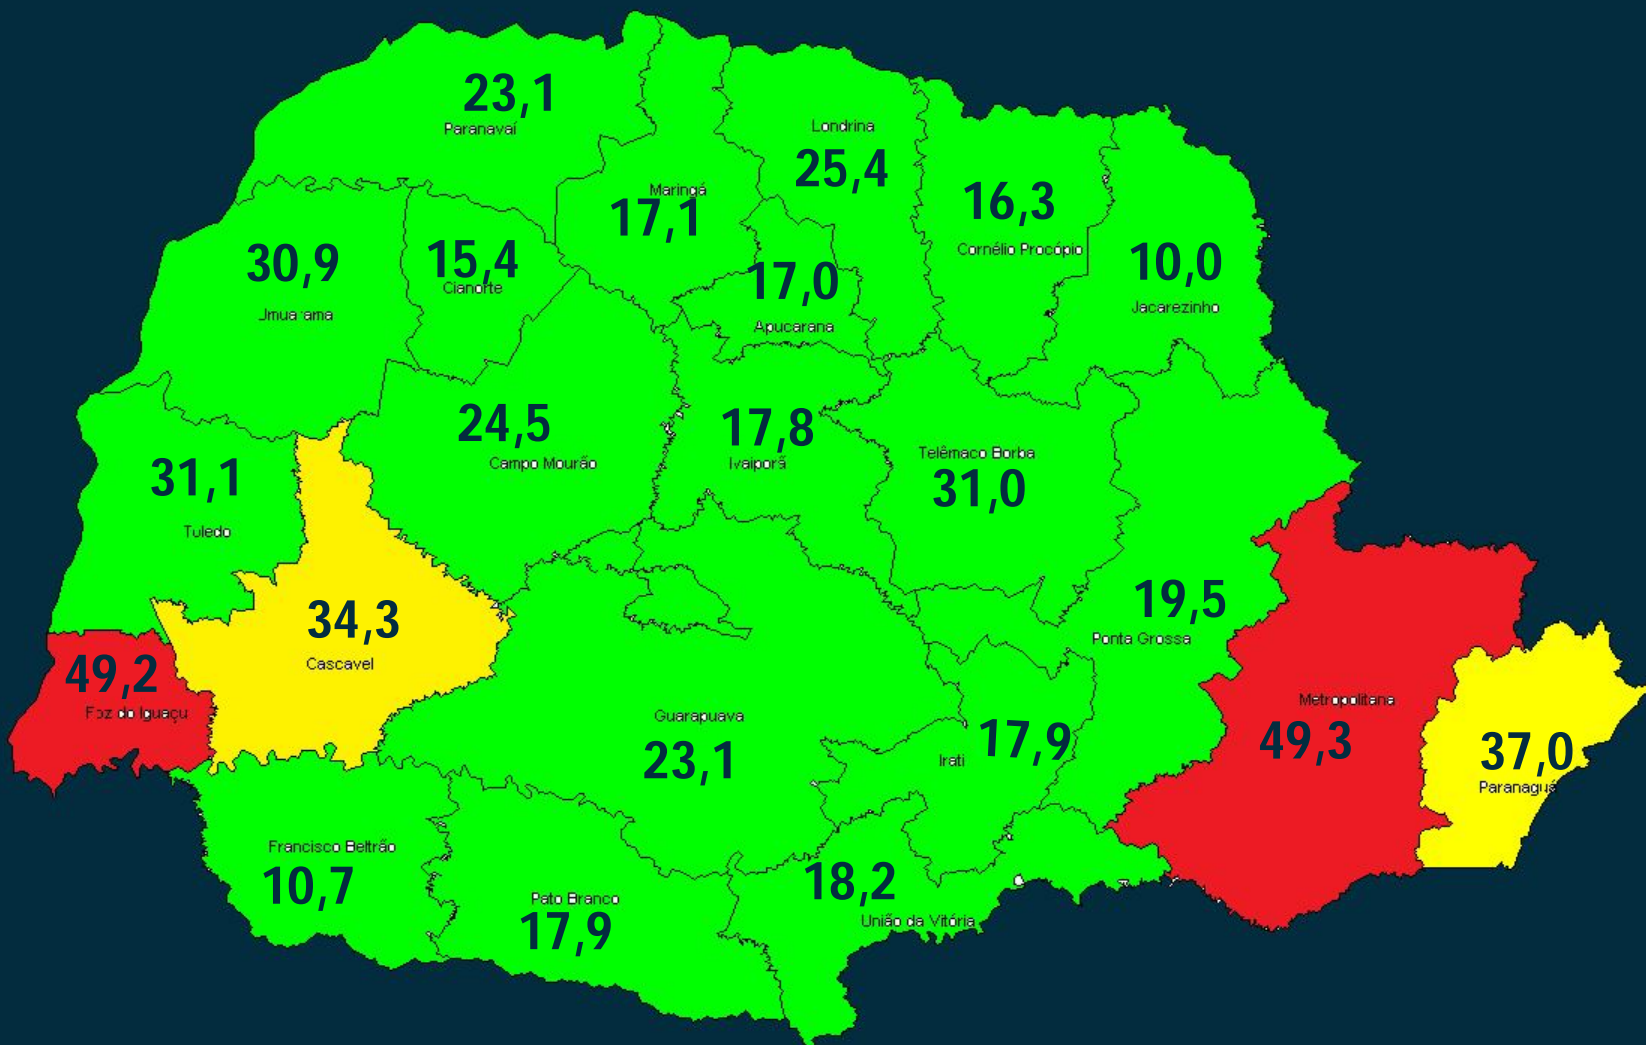 23,1
Paranavaí
Londrina
25,4
Maringá
17,1
16,3
Cornélio Procópio
30,9
Umuarama
15,4
Cianorte
17,0
Apucarana
10,0
Jacarezinho
24,5
Campo Mourão
17,8
Ivaiporã
Telêmaco Borba
31,0
31,1
Toledo
34,3
Cascavel
19,5
Ponta Grossa
49,2
Foz do Iguaçu
Guarapuava
23,1
17,9
Irati
Metropolitana
49,3
37,0
Paranaguá
Francisco Beltrão
10,7
Pato Branco
17,9
18,2
União da Vitória